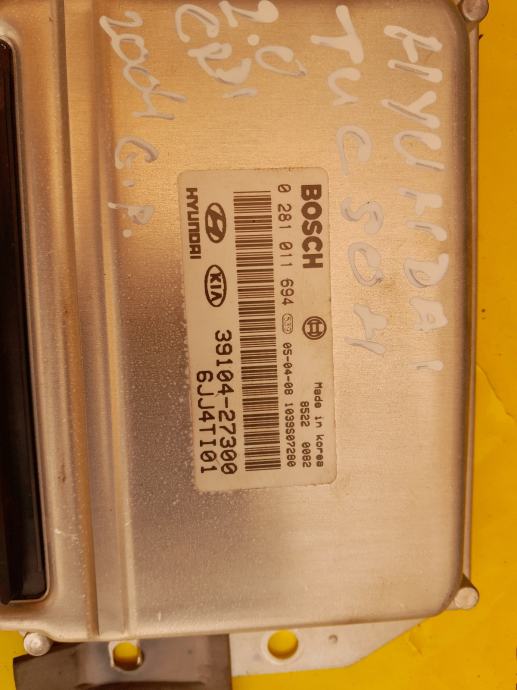 HYUNDAI
TUCSON
2.0
CRDI
2004 G.P.
BOSCH
Made in Korea
0 281 011 694
8522 0082
05-04-08 1039S07280
HYUNDAI
KIA
39104-27300
6JJ4TI01